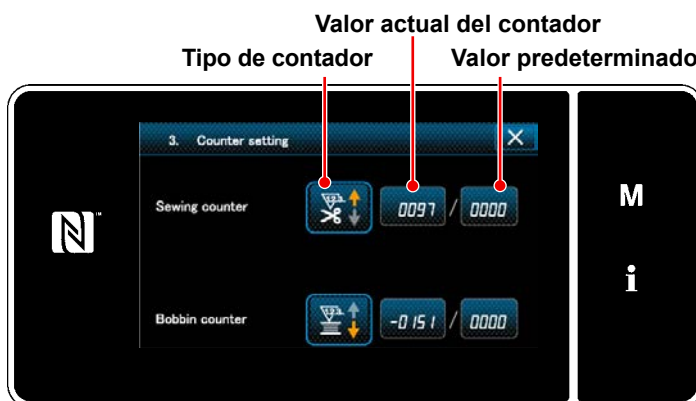 Valor actual del contador
Tipo de contador Valor predeterminado
3. Counter setting X
Sewing counter 0097 / 0000
M
N™
i
Bobbin counter -0151 / 0000